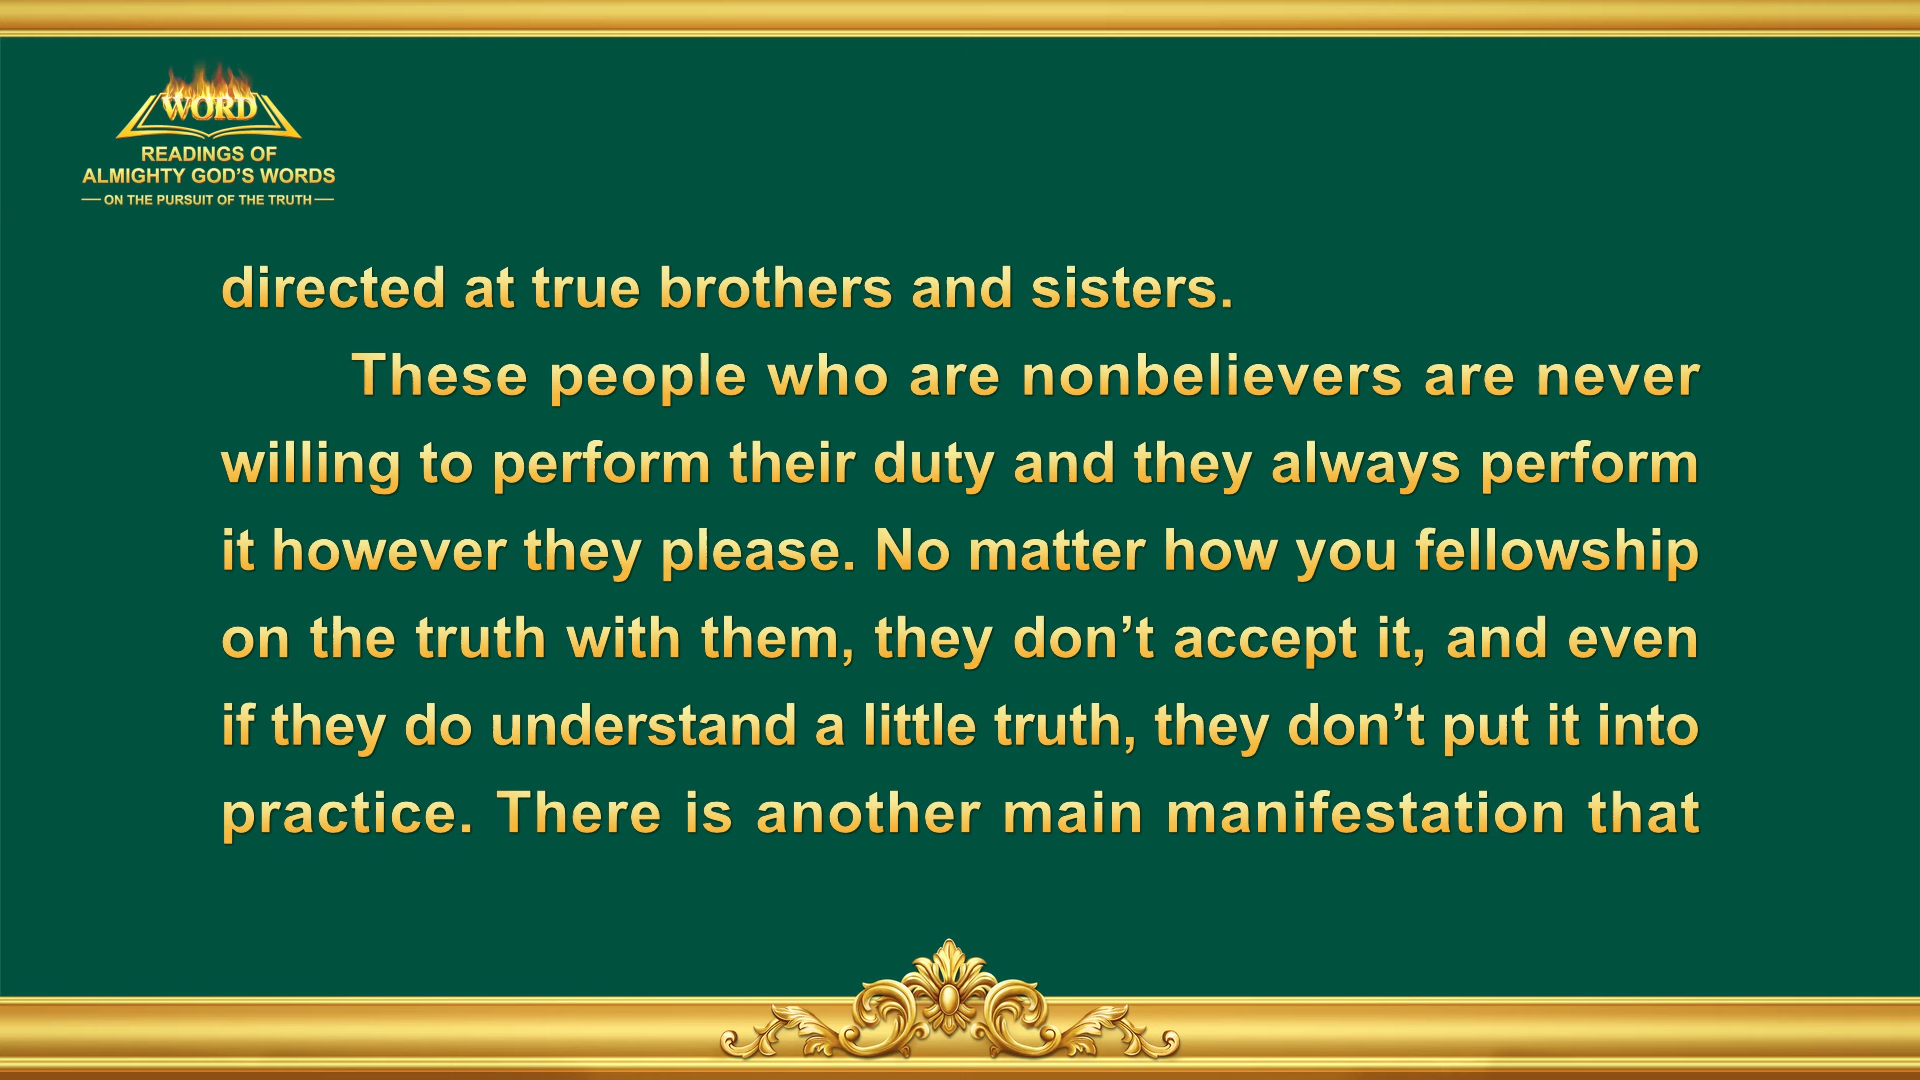 WORD
READINGS OF
ALMIGHTY GOD'S WORDS
ON THE PURSUIT OF THE TRUTH
directed at true brothers and sisters.
These people who are nonbelievers are never
willing to perform their duty and they always perform
it however they please. No matter how you fellowship
on the truth with them, they don’t accept it, and even
if they do understand a little truth, they don’t put it into
practice. There is another main manifestation that